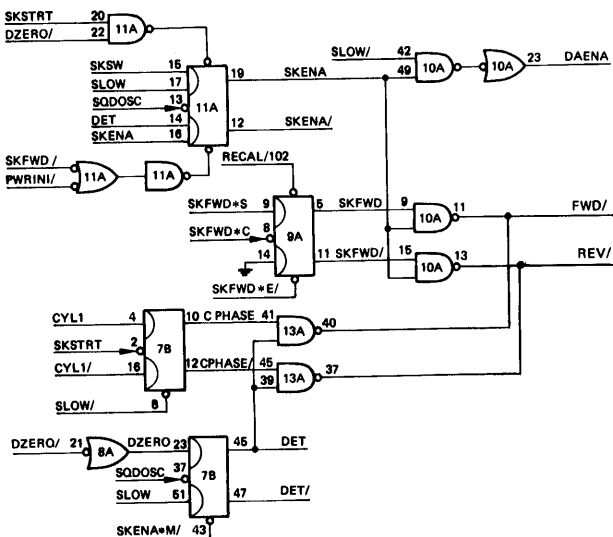 SKSTRT 20
DZERO/ 22
11A
SLOW/ 42
49
10A
10A
23 DAENA
SKSW 15
SLOW 17
SQDOSC 13
DET 14
SKENA 16
11A
19 SKENA
12 SKENA/
SKFWD/
PWRINI/
11A
11A
RECAL/102
SKFWD*S 9
SKFWD*C 8
14
9A
5 SKFWD 9
10A
11 FWD/
11 SKFWD/ 15
10A
13 REV/
SKFWD*E/
CYL1 4
SKSTRT 2
CYL1/ 16
7B
10 C PHASE 41
13A
40
12 CPHASE/ 45
39
13A
37
SLOW/ 8
DZERO/ 21
8A
DZERO 23
SQDOSC 37
SLOW 51
7B
45 DET
47 DET/
SKENA*M/ 43